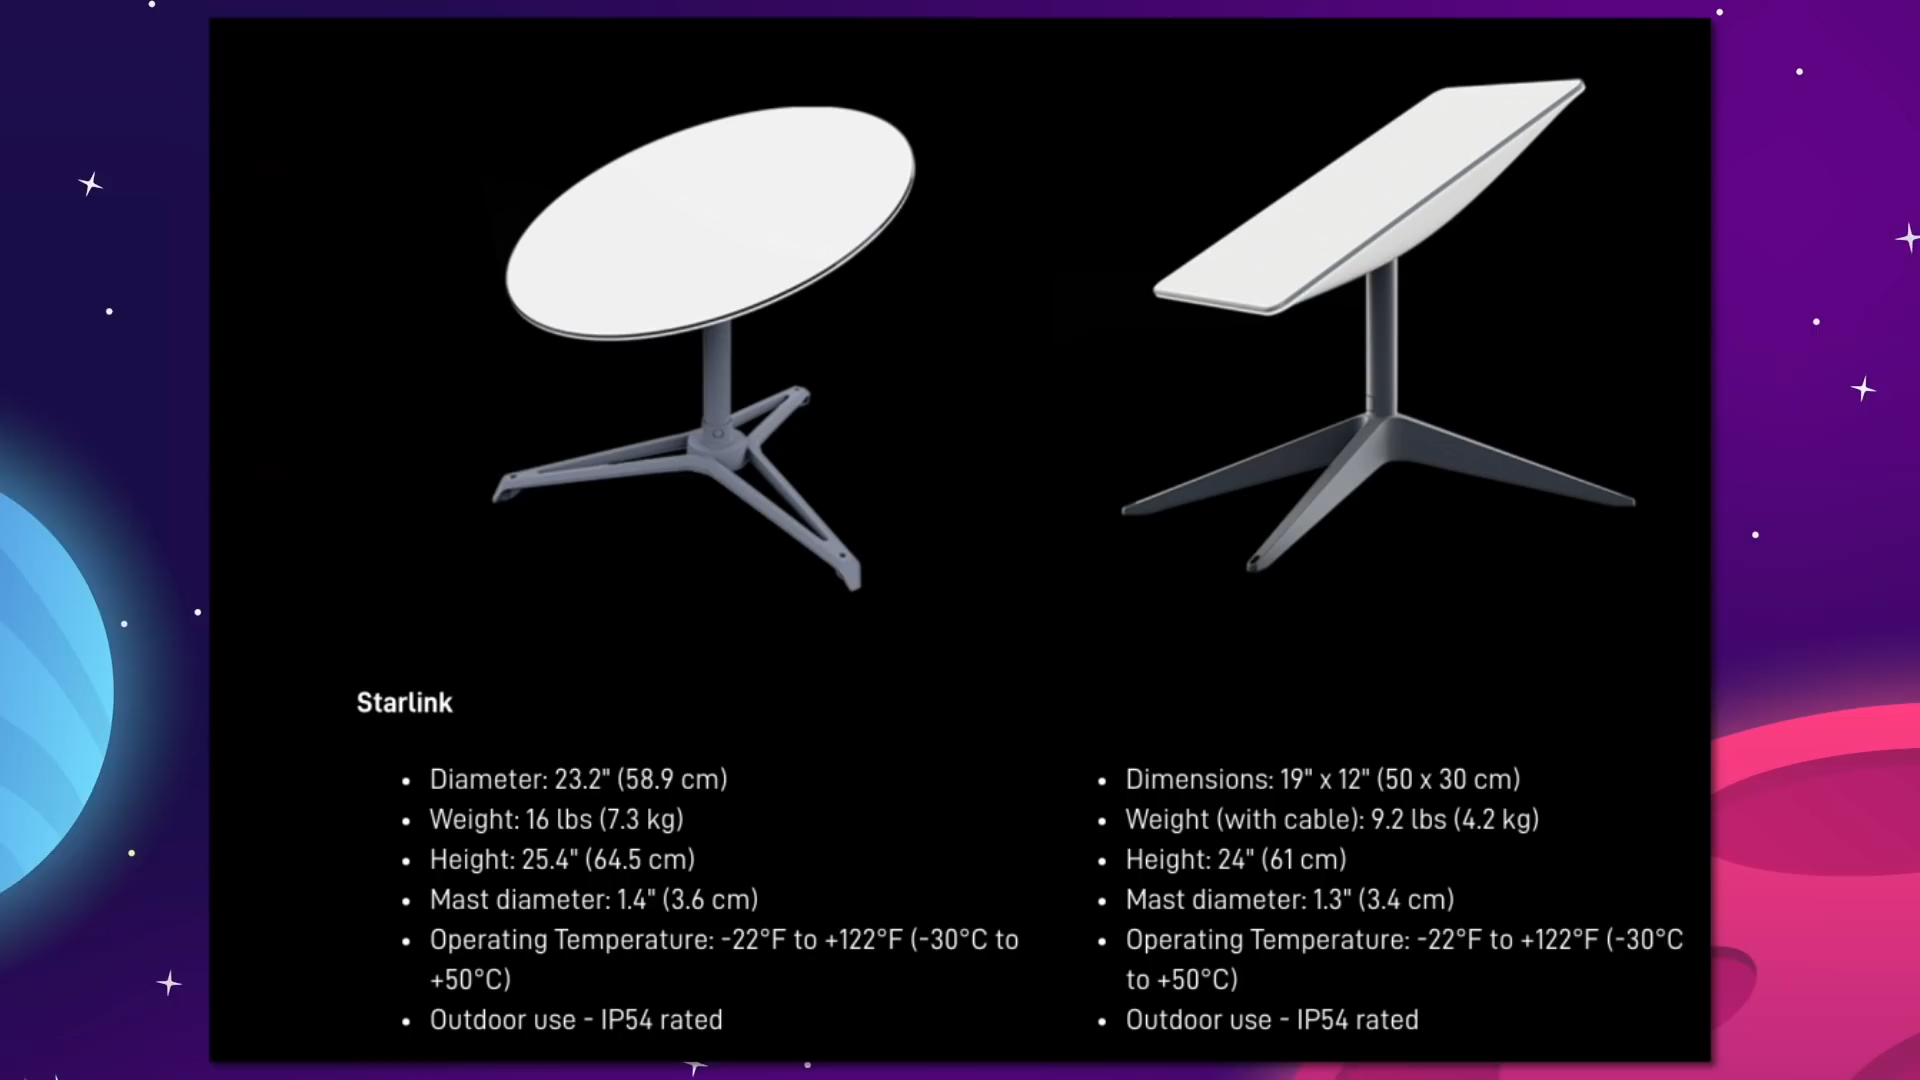 Starlink
• Diameter: 23.2" (58.9 cm)
• Weight: 16 lbs (7.3 kg)
• Height: 25.4" (64.5 cm)
• Mast diameter: 1.4" (3.6 cm)
• Operating Temperature: -22°F to +122°F (-30°C to
+50°C)
• Outdoor use - IP54 rated
• Dimensions: 19" x 12" (50 x 30 cm)
• Weight (with cable): 9.2 lbs (4.2 kg)
• Height: 24" (61 cm)
• Mast diameter: 1.3" (3.4 cm)
• Operating Temperature: -22°F to +122°F (-30°C
to +50°C)
• Outdoor use - IP54 rated